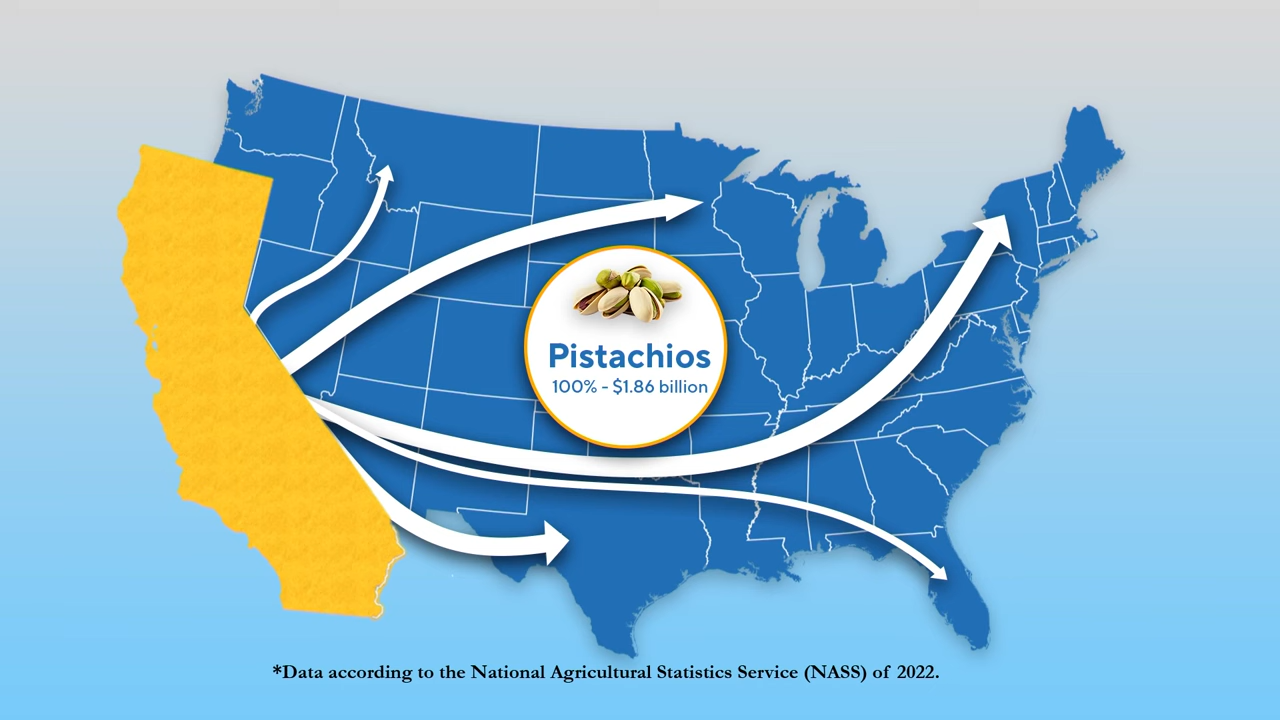 Pistachios
100% - $1.86 billion
*Data according to the National Agricultural Statistics Service (NASS) of 2022.